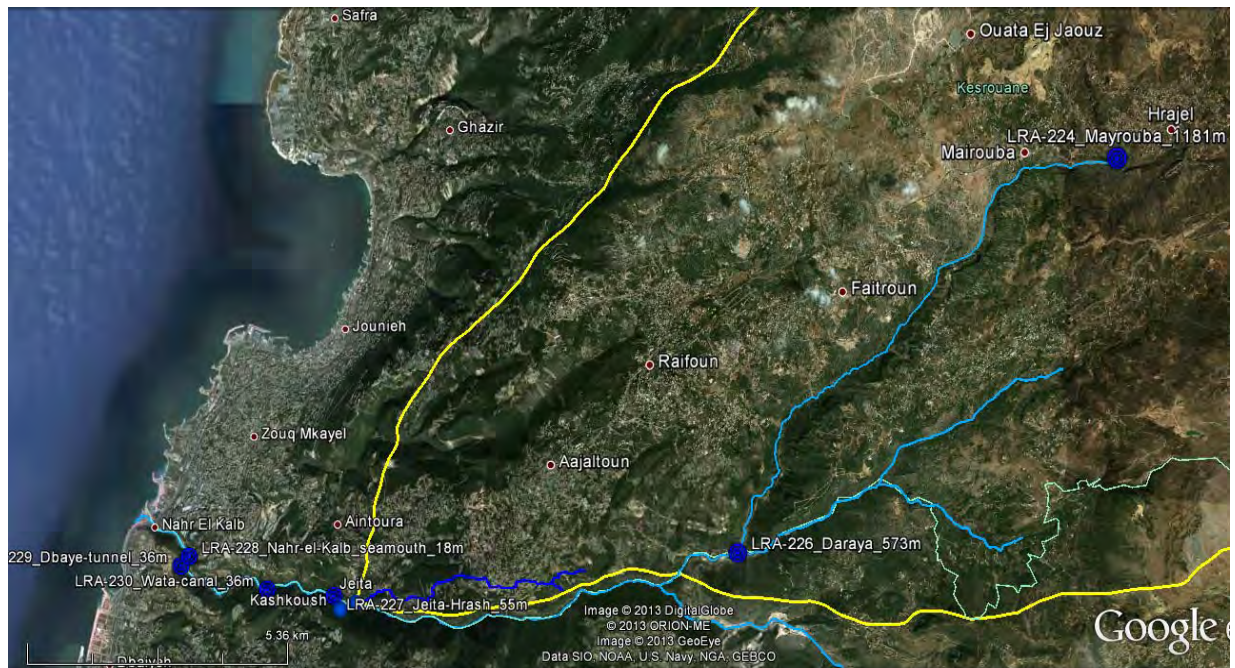 Safra
Ouata Ej Jaouz
Kesrouane
Ghazir
Hrajel
LRA-224_Mayrouba_1181m
Mairouba
Faitroun
Jounieh
Raifoun
Zouq Mkayel
Aajaltoun
Nahr El Kalb
Aintoura
LRA-228_Nahr-el-Kalb_seamouth_18m
229_Dbaye-tunnel_36m
LRA-226_Daraya_573m
LRA-230_Wata-canal_36m
Jeita
Kashkoush
LRA-227_Jeita-Hrash_55m
5.36 km
Image © 2013 DigitalGlobe
© 2013 ORION-ME
Image © 2013 GeoEye
Data SIO, NOAA, U.S. Navy, NGA, GEBCO
Google e
Dbaiyeh